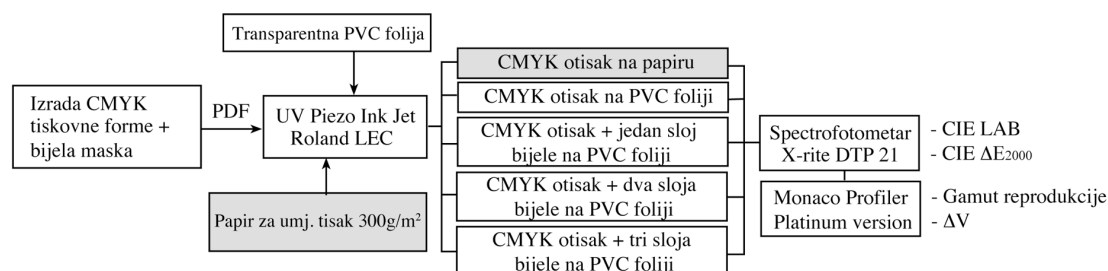 Transparentna PVC folija
Izrada CMYK
tiskovne forme +
bijela maska
PDF
UV Piezo Ink Jet
Roland LEC
Papir za umj. tisak 300g/m²
CMYK otisak na papiru
CMYK otisak na PVC foliji
CMYK otisak + jedan sloj
bijele na PVC foliji
CMYK otisak + dva sloja
bijele na PVC foliji
CMYK otisak + tri sloja
bijele na PVC foliji
Spectrofotometar
X-rite DTP 21
- CIE LAB
- CIE ΔE2000
Monaco Profiler
Platinum version
- Gamut reprodukcije
- ΔV